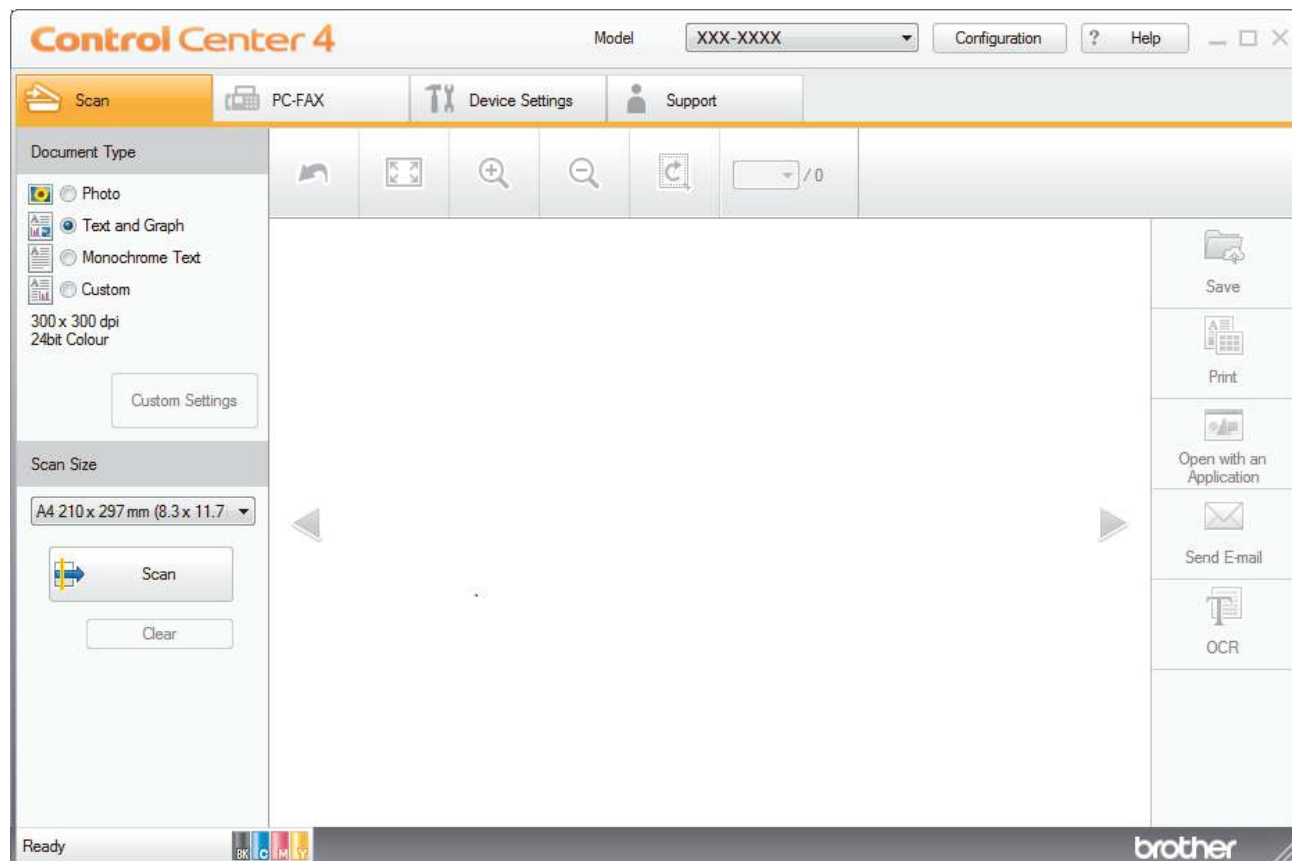 Control Center 4
Model
XXX-XXXX
Configuration
? Help
Scan
PC-FAX
Device Settings
Support
Document Type
Photo
Text and Graph
Monochrome Text
Custom
300 x 300 dpi
24bit Colour
Custom Settings
/ 0
Scan Size
A4 210 x 297 mm (8.3 x 11.7
Scan
Clear
Save
Print
Open with an
Application
Send E-mail
OCR
Ready
BK C M Y
brother